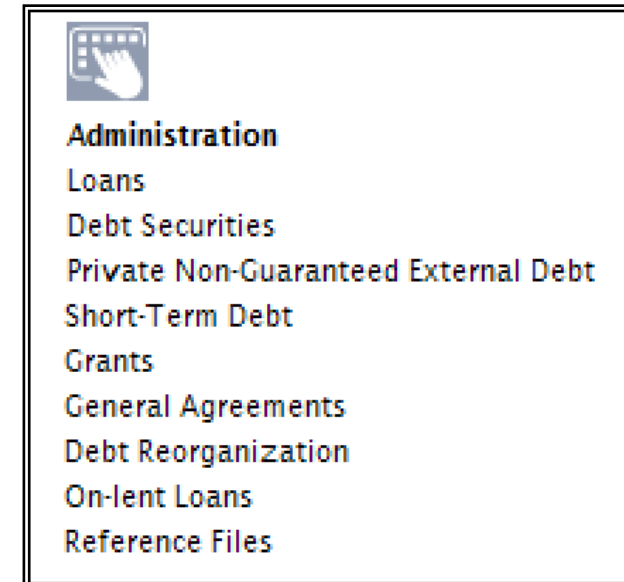 Administration
Loans
Debt Securities
Private Non-Guaranteed External Debt
Short-Term Debt
Grants
General Agreements
Debt Reorganization
On-lent Loans
Reference Files